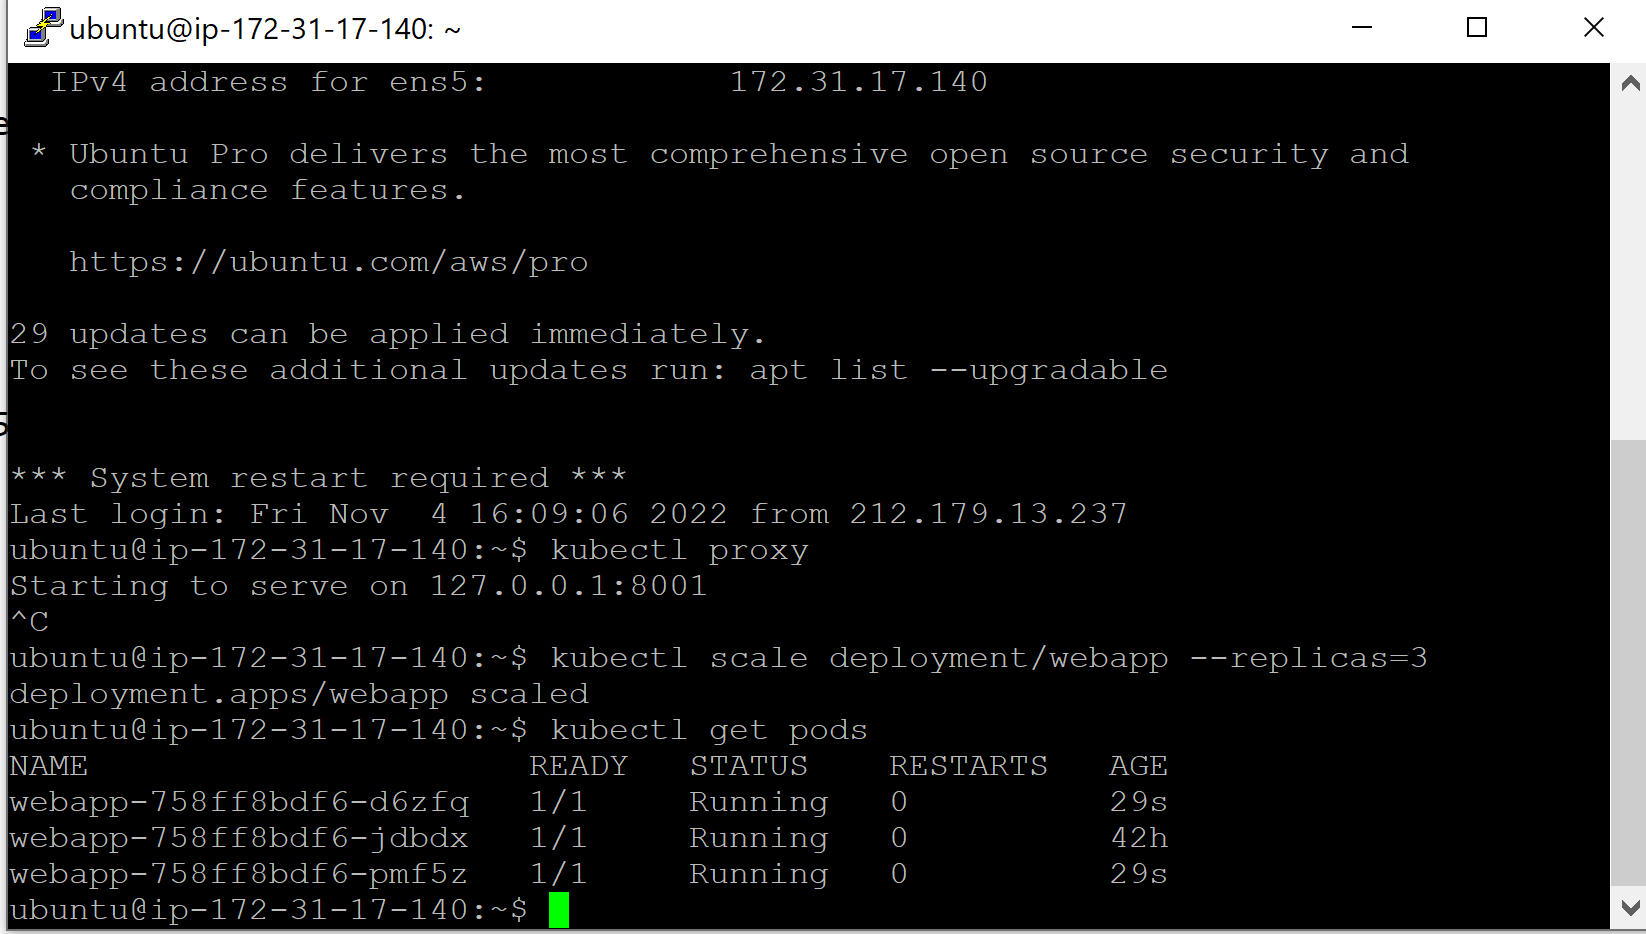 ubuntu@ip-172-31-17-140: ~
IPv4 address for ens5: 172.31.17.140
* Ubuntu Pro delivers the most comprehensive open source security and
compliance features.
https://ubuntu.com/aws/pro
29 updates can be applied immediately.
To see these additional updates run: apt list --upgradable
*** System restart required ***
Last login: Fri Nov  4 16:09:06 2022 from 212.179.13.237
ubuntu@ip-172-31-17-140:~$ kubectl proxy
Starting to serve on 127.0.0.1:8001
^C
ubuntu@ip-172-31-17-140:~$ kubectl scale deployment/webapp --replicas=3
deployment.apps/webapp scaled
ubuntu@ip-172-31-17-140:~$ kubectl get pods
NAME READY STATUS RESTARTS AGE
webapp-758ff8bdf6-d6zfq 1/1 Running 0 29s
webapp-758ff8bdf6-jdbdx 1/1 Running 0 42h
webapp-758ff8bdf6-pmf5z 1/1 Running 0 29s
ubuntu@ip-172-31-17-140:~$